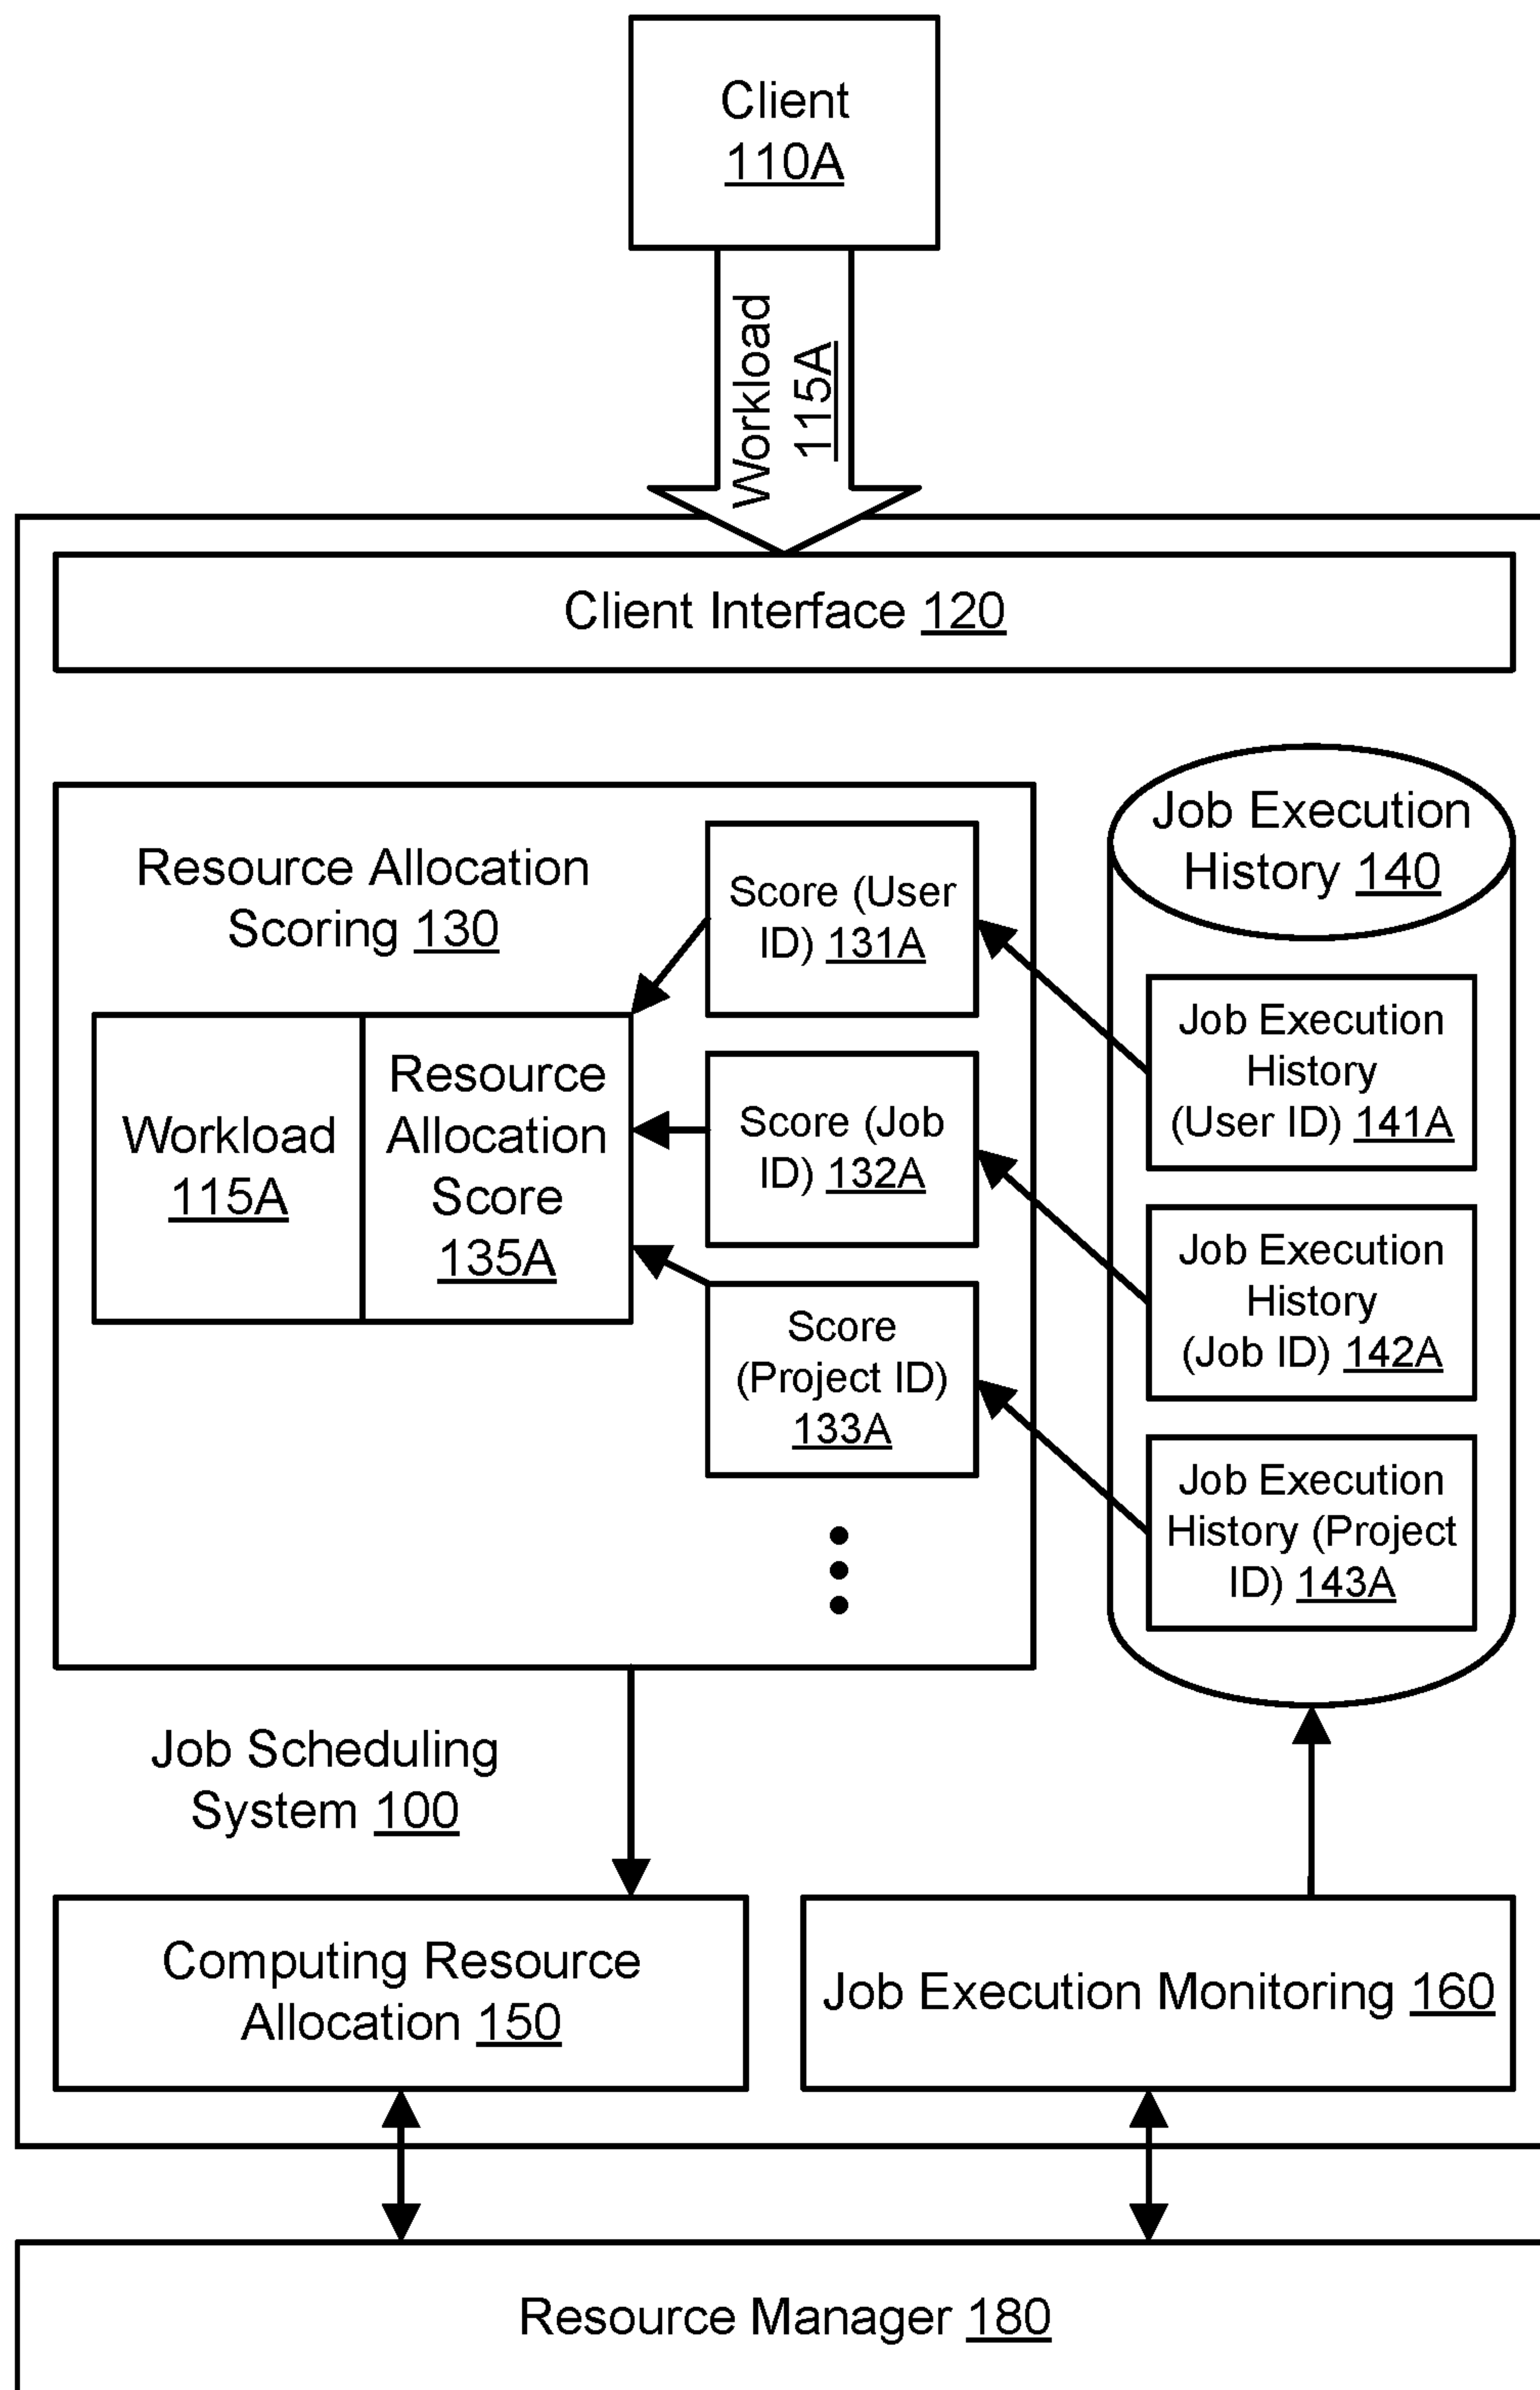 Client
110A
Workload
115A
Client Interface 120
Resource Allocation
Scoring 130
Workload
115A
Resource
Allocation
Score
135A
Score (User
ID) 131A
Score (Job
ID) 132A
Score
(Project ID)
133A
Job Execution
History 140
Job Execution
History
(User ID) 141A
Job Execution
History
(Job ID) 142A
Job Execution
History (Project
ID) 143A
Job Scheduling
System 100
Computing Resource
Allocation 150
Job Execution Monitoring 160
Resource Manager 180